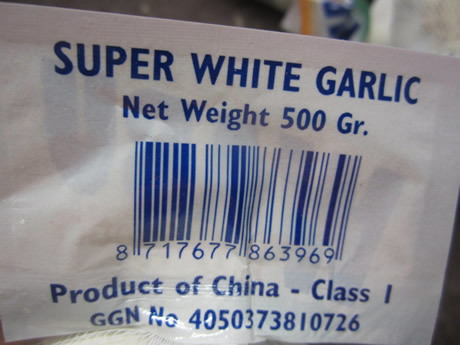 SUPER WHITE GARLIC
Net Weight 500 Gr.
8 717677 863969
Product of China - Class I
GGN No 4050373810726